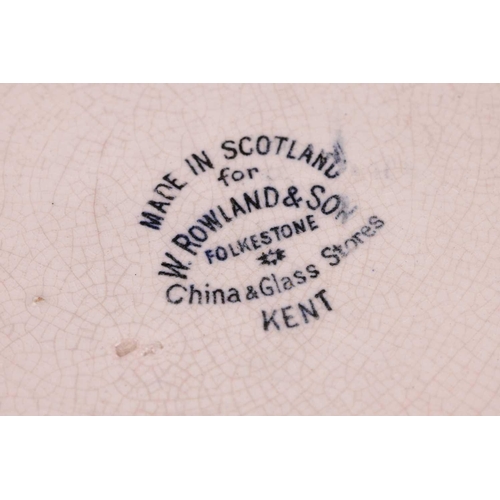 MADE IN SCOTLAND
for
W. ROWLAND & SON
FOLKESTONE
China & Glass Stores
KENT